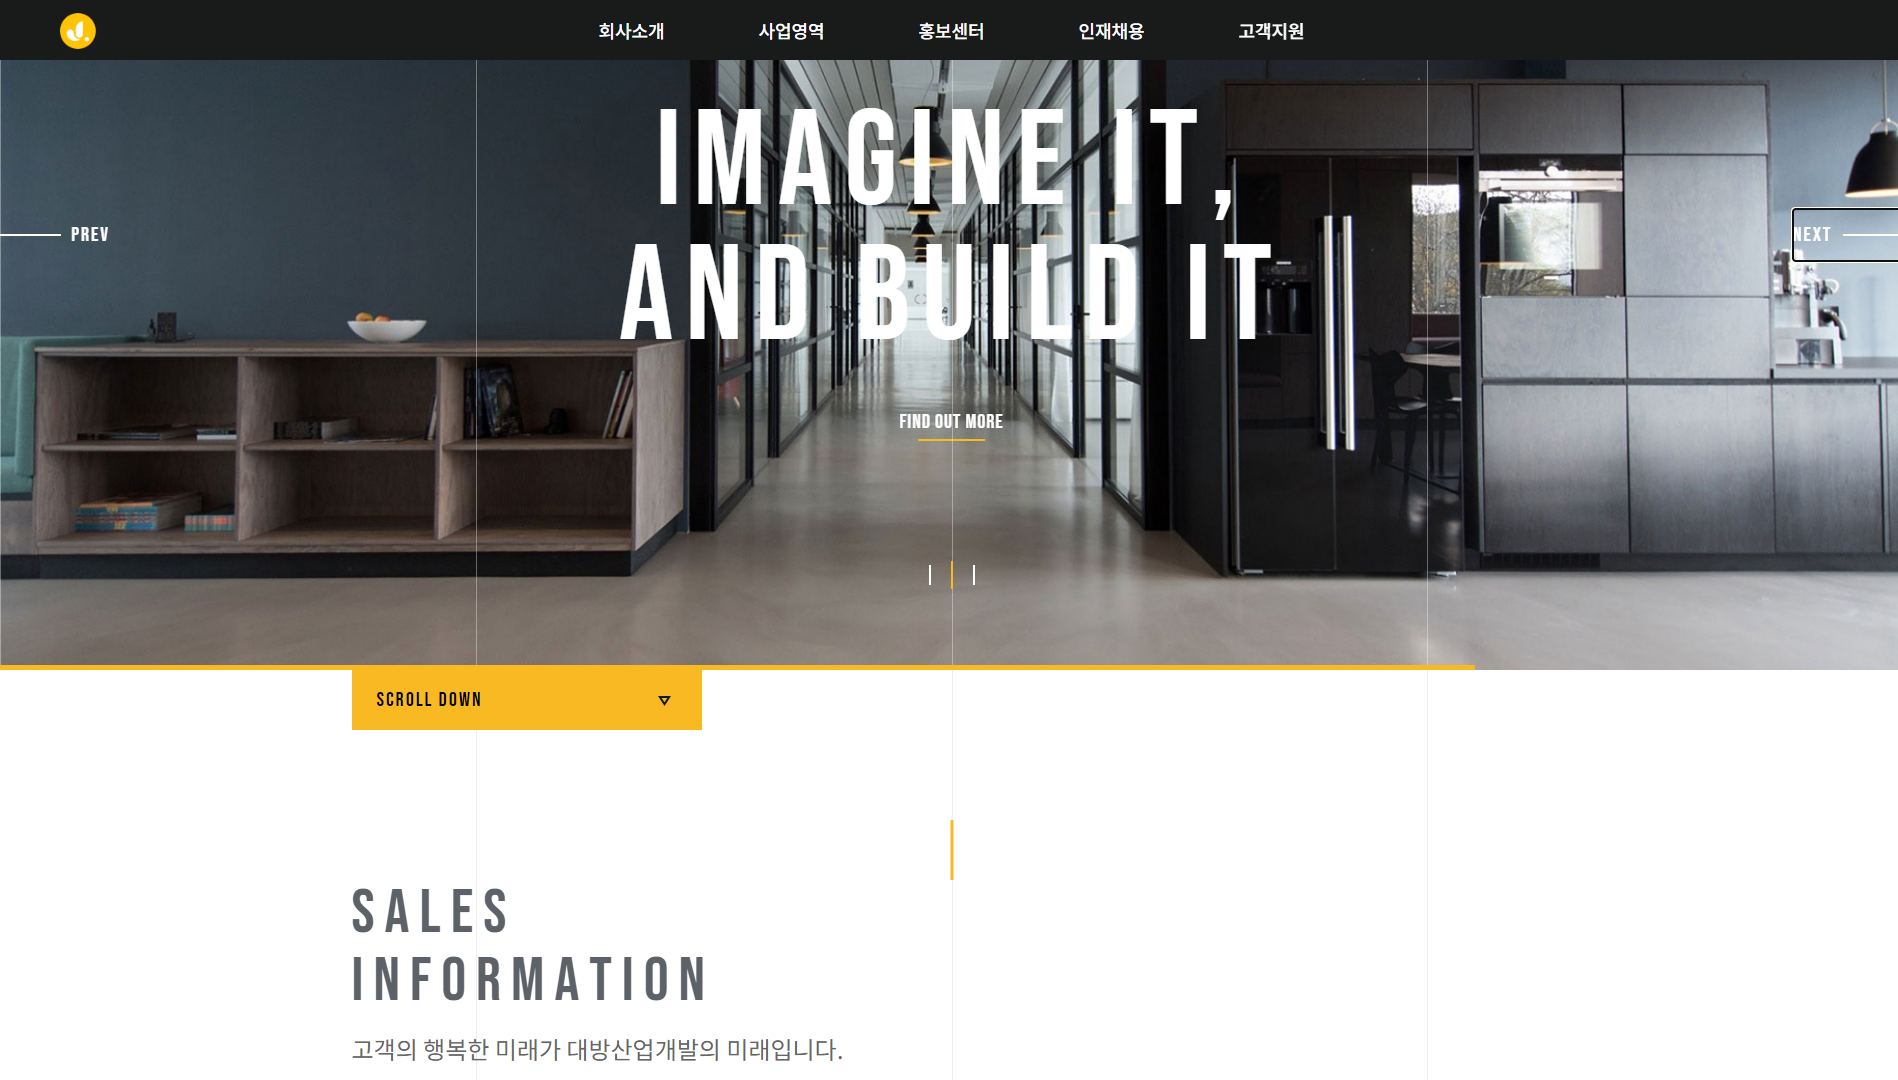 회사소개
사업영역
홍보센터
인재채용
고객지원
IMAGINE IT,
AND BUILD IT
PREV
NEXT
FIND OUT MORE
SCROLL DOWN
SALES
INFORMATION
고객의 행복한 미래가 대방산업개발의 미래입니다.